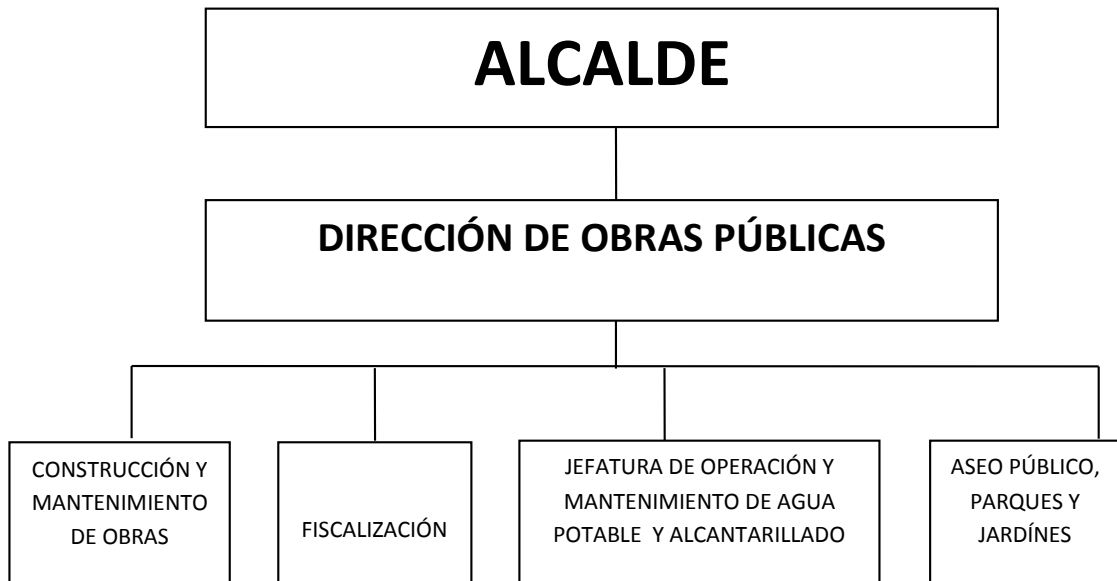 ALCALDE
DIRECCIÓN DE OBRAS PÚBLICAS
CONSTRUCCIÓN Y
MANTENIMIENTO
DE OBRAS
FISCALIZACIÓN
JEFATURA DE OPERACIÓN Y
MANTENIMIENTO DE AGUA
POTABLE Y ALCANTARILLADO
ASEO PÚBLICO,
PARQUES Y
JARDÍNES